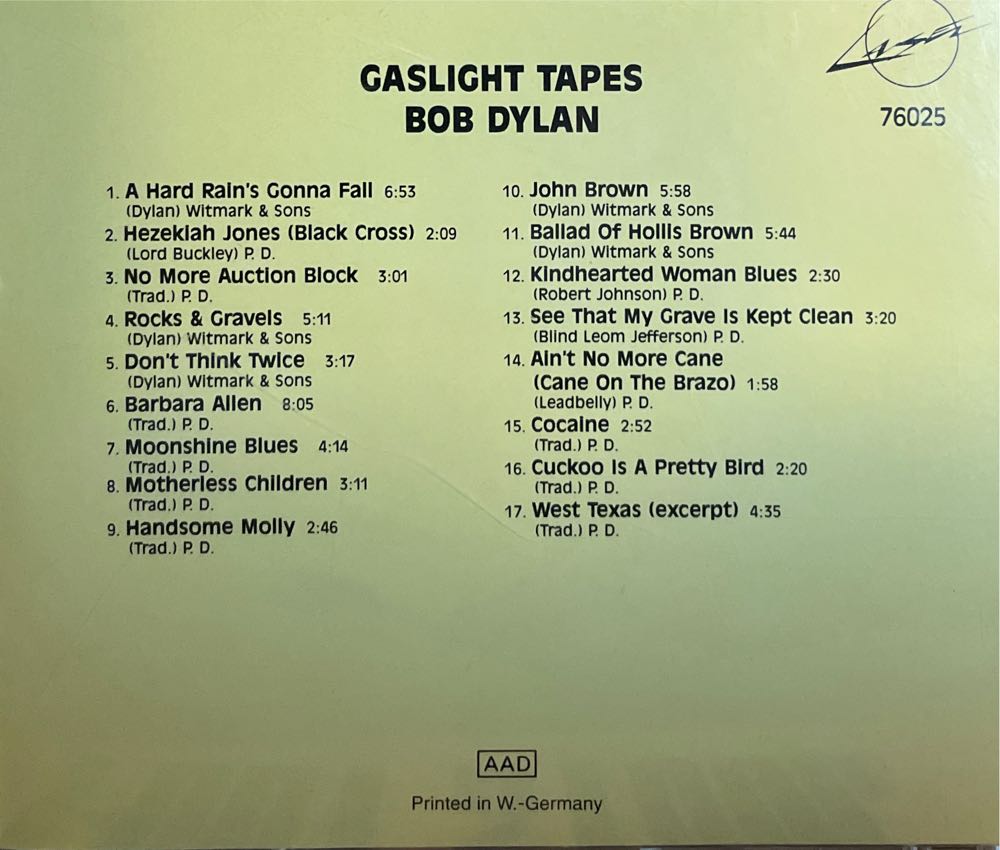 Laser
GASLIGHT TAPES
BOB DYLAN
76025
1. A Hard Rain's Gonna Fall 6:53
(Dylan) Witmark & Sons
2. Hezekiah Jones (Black Cross) 2:09
(Lord Buckley) P. D.
3. No More Auction Block 3:01
(Trad.) P. D.
4. Rocks & Gravels 5:11
(Dylan) Witmark & Sons
5. Don't Think Twice 3:17
(Dylan) Witmark & Sons
6. Barbara Allen 8:05
(Trad.) P. D.
7. Moonshine Blues 4:14
(Trad.) P. D.
8. Motherless Children 3:11
(Trad.) P. D.
9. Handsome Molly 2:46
(Trad.) P. D.
10. John Brown 5:58
(Dylan) Witmark & Sons
11. Ballad Of Hollis Brown 5:44
(Dylan) Witmark & Sons
12. Kindhearted Woman Blues 2:30
(Robert Johnson) P. D.
13. See That My Grave Is Kept Clean 3:20
(Blind Leom Jefferson) P. D.
14. Ain't No More Cane
(Cane On The Brazo) 1:58
(Leadbelly) P. D.
15. Cocaine 2:52
(Trad.) P. D.
16. Cuckoo Is A Pretty Bird 2:20
(Trad.) P. D.
17. West Texas (excerpt) 4:35
(Trad.) P. D.
AAD
Printed in W.-Germany